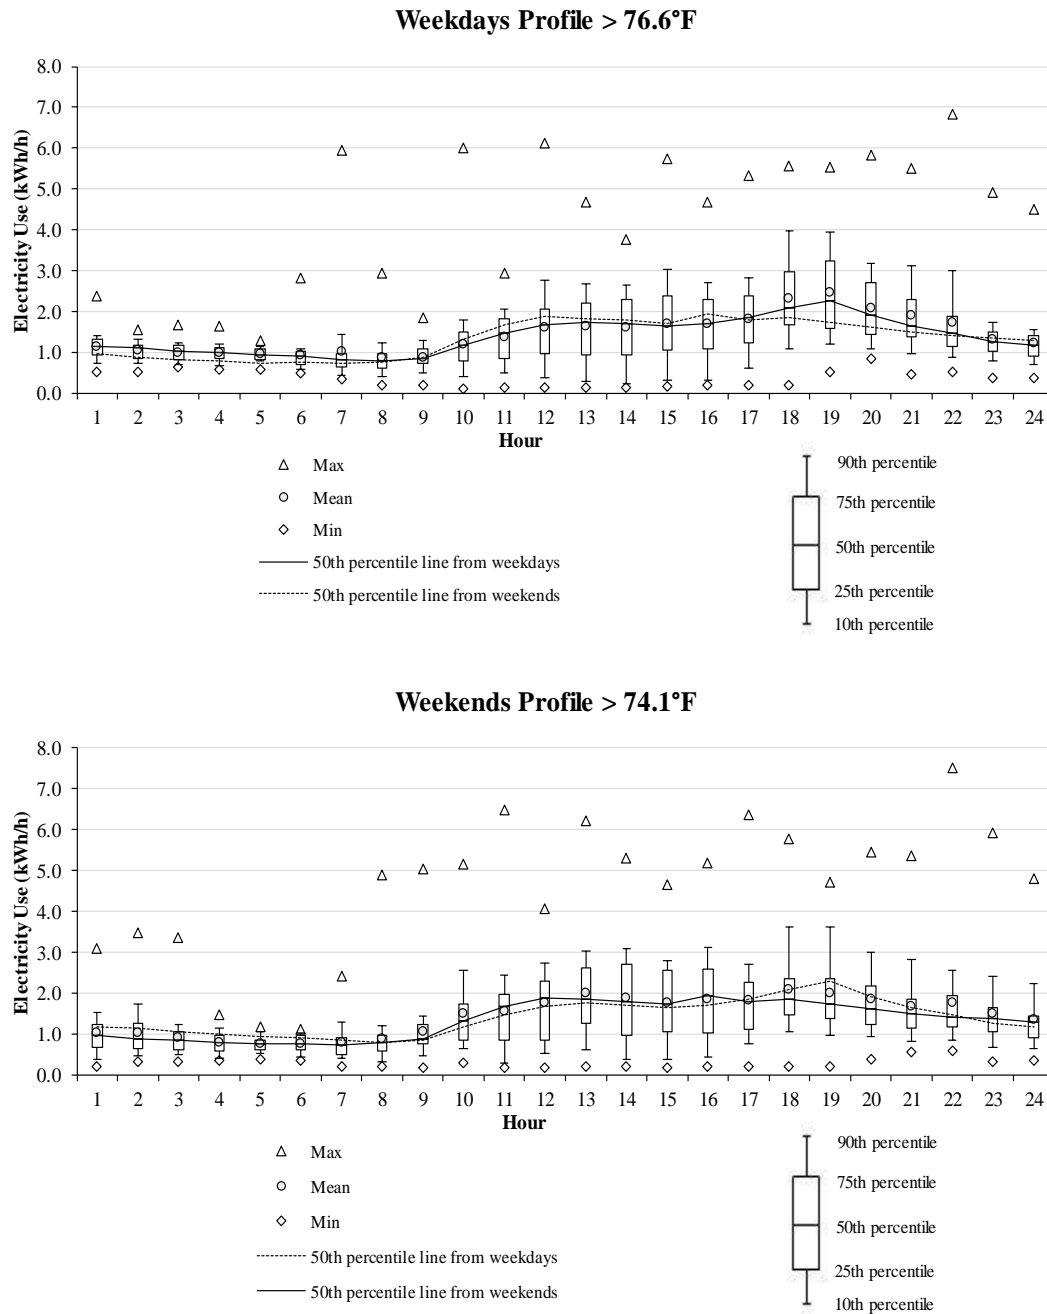 Weekdays Profile > 76.6°F
Electricity Use (kWh/h)
8.0
7.0
6.0
5.0
4.0
3.0
2.0
1.0
0.0
1 2 3 4 5 6 7 8 9 10 11 12 13 14 15 16 17 18 19 20 21 22 23 24
Hour
Max
Mean
Min
50th percentile line from weekdays
50th percentile line from weekends
90th percentile
75th percentile
50th percentile
25th percentile
10th percentile
Weekends Profile > 74.1°F
Electricity Use (kWh/h)
8.0
7.0
6.0
5.0
4.0
3.0
2.0
1.0
0.0
1 2 3 4 5 6 7 8 9 10 11 12 13 14 15 16 17 18 19 20 21 22 23 24
Hour
Max
Mean
Min
50th percentile line from weekdays
50th percentile line from weekends
90th percentile
75th percentile
50th percentile
25th percentile
10th percentile